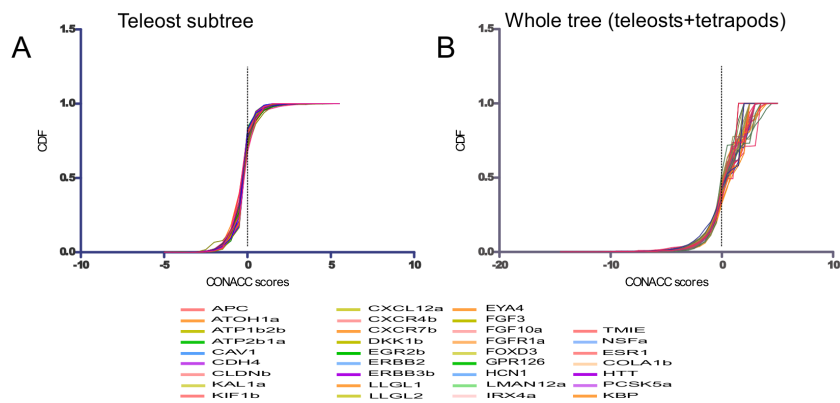 Teleost subtree
Whole tree (teleosts+tetrapods)
A
B
1.5
1.0
0.5
0.0
CDF
-10
-5
0
5
10
CONACC scores
1.5
1.0
0.5
0.0
CDF
-20
-10
0
10
CONACC scores
APC
ATOH1a
ATP1b2b
ATP2b1a
CAV1
CDH4
CLDNb
KAL1a
KIF1b
CXCL12a
CXCR4b
CXCR7b
DKK1b
EGR2b
ERBB2
ERBB3b
LLGL1
LLGL2
EYA4
FGF3
FGF10a
FGFR1a
FOXD3
GPR126
HCN1
LMAN12a
IRX4a
TMIE
NSFa
ESR1
COLA1b
HTT
PCSK5a
KBP